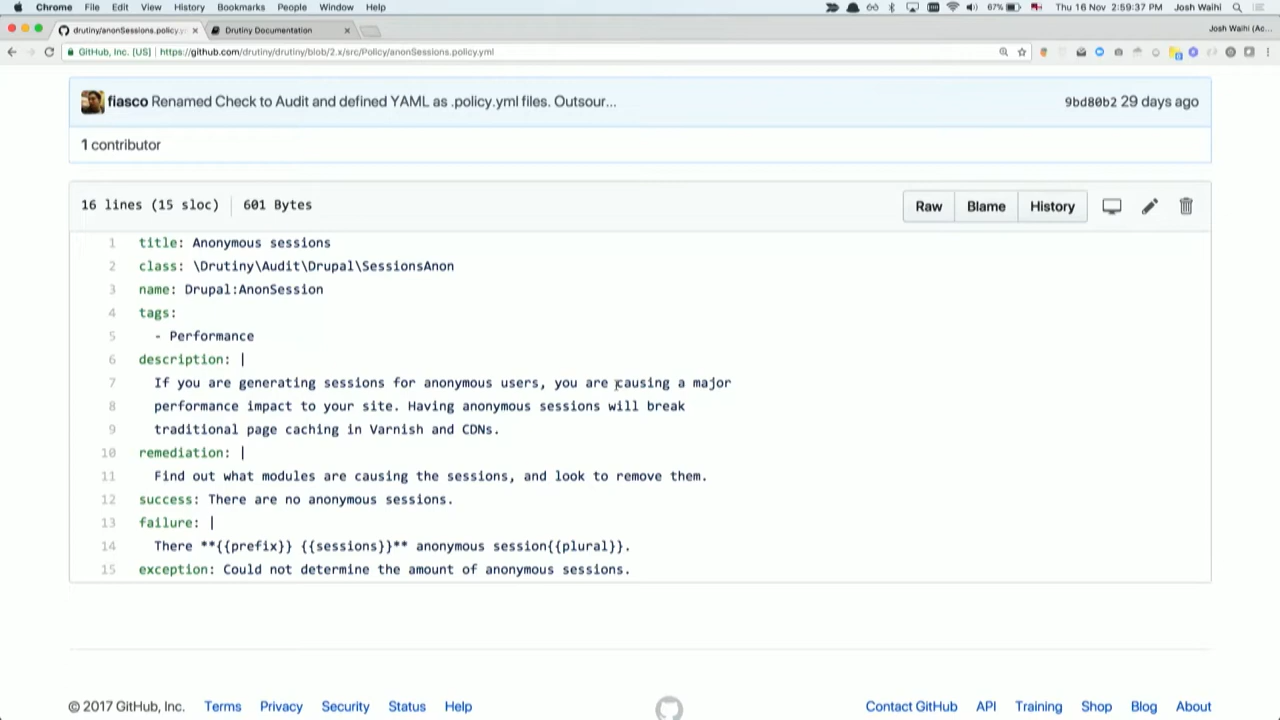 Chrome File Edit View History Bookmarks People Window Help 67% Thu 16 Nov 2:59:37 PM Josh Waihi
drutiny/anonSessions.policy.y Drutiny Documentation Josh Waihi (Ac...
GitHub, Inc. [US] https://github.com/drutiny/drutiny/blob/2.x/src/Policy/anonSessions.policy.yml
fiasco Renamed Check to Audit and defined YAML as .policy.yml files. Outsour... 9bd80b2 29 days ago
1 contributor
16 lines (15 sloc) 601 Bytes Raw Blame History
1 title: Anonymous sessions
2 class: \Drutiny\Audit\Drupal\SessionsAnon
3 name: Drupal:AnonSession
4 tags:
5 - Performance
6 description: |
7 If you are generating sessions for anonymous users, you are causing a major
8 performance impact to your site. Having anonymous sessions will break
9 traditional page caching in Varnish and CDNs.
10 remediation: |
11 Find out what modules are causing the sessions, and look to remove them.
12 success: There are no anonymous sessions.
13 failure: |
14 There **{{prefix}} {{sessions}}** anonymous session{{plural}}.
15 exception: Could not determine the amount of anonymous sessions.
© 2017 GitHub, Inc. Terms Privacy Security Status Help Contact GitHub API Training Shop Blog About